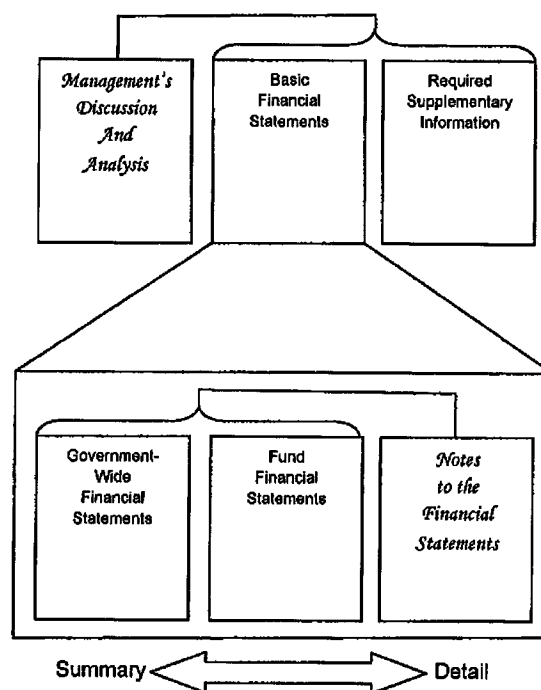 Management's
Discussion
And
Analysis
Basic
Financial
Statements
Required
Supplementary
Information
Government-
Wide
Financial
Statements
Fund
Financial
Statements
Notes
to the
Financial
Statements
Summary
Detail